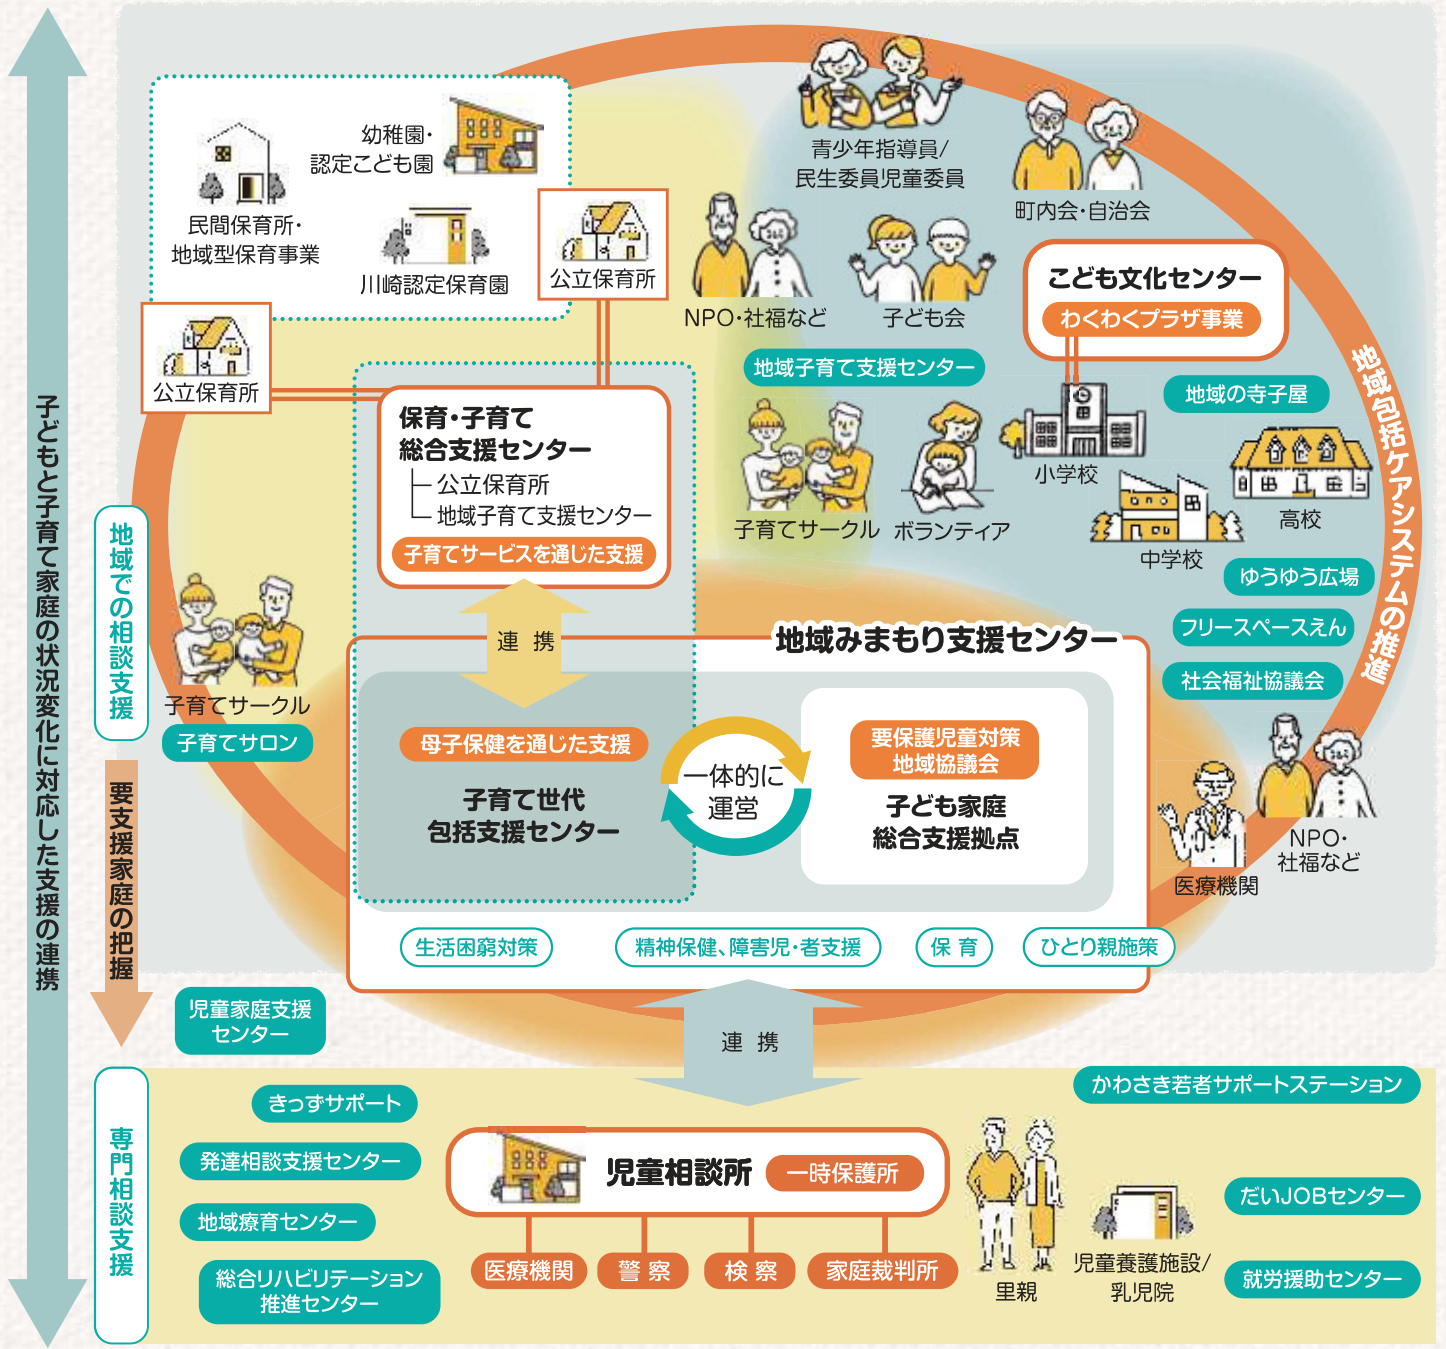 子どもと子育て家庭の状況変化に対応した支援の連携
地域での相談支援
要支援家庭の把握
専門相談支援
地域包括ケアシステムの推進
民間保育所・
地域型保育事業
幼稚園・
認定こども園
川崎認定保育園
公立保育所
公立保育所
青少年指導員/
民生委員児童委員
町内会・自治会
NPO・社福など
子ども会
こども文化センター
わくわくプラザ事業
地域子育て支援センター
地域の寺子屋
小学校
中学校
高校
子育てサークル
ボランティア
ゆうゆう広場
フリースペースえん
社会福祉協議会
保育・子育て
総合支援センター
公立保育所
地域子育て支援センター
子育てサービスを通じた支援
連 携
子育てサークル
子育てサロン
地域みまもり支援センター
母子保健を通じた支援
子育て世代
包括支援センター
一体的に
運営
要保護児童対策
地域協議会
子ども家庭
総合支援拠点
医療機関
NPO・
社福など
生活困窮対策
精神保健、障害児・者支援
保 育
ひとり親施策
連 携
児童家庭支援
センター
きっずサポート
発達相談支援センター
地域療育センター
総合リハビリテーション
推進センター
児童相談所
一時保護所
医療機関
警 察
検 察
家庭裁判所
里親
児童養護施設/
乳児院
かわさき若者サポートステーション
だいJOBセンター
就労援助センター